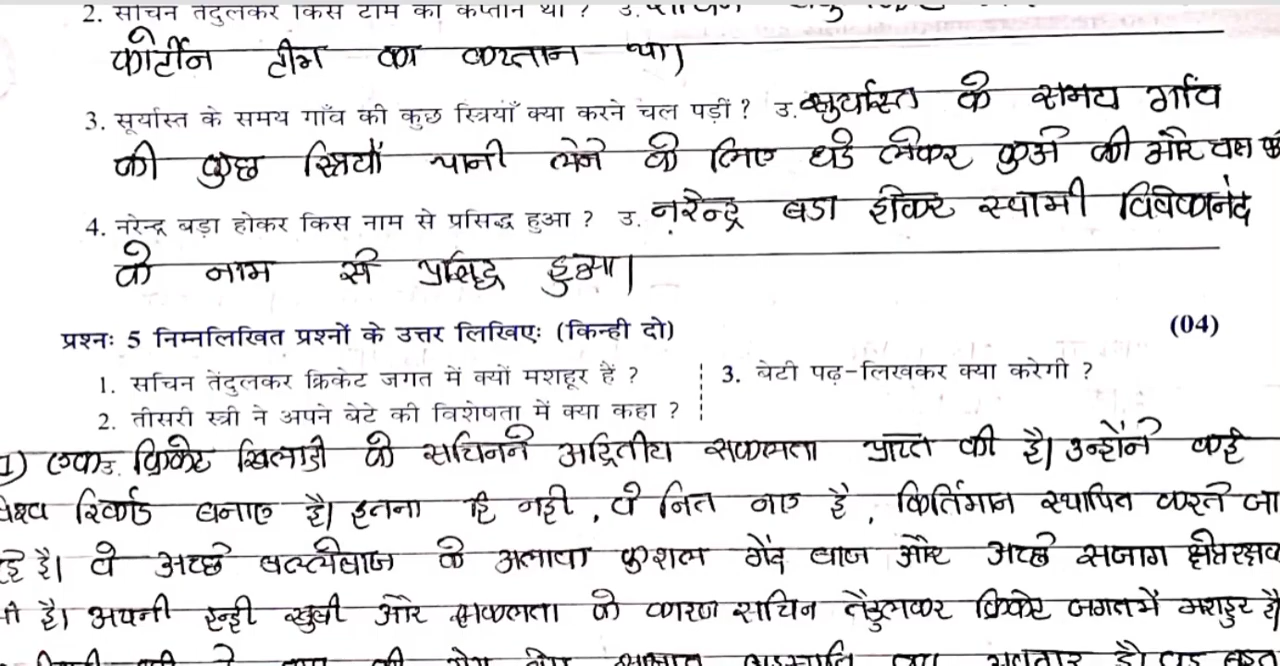 2. सचिन तेंदुलकर किस टीम का कप्तान था ? उ.
फोर्टीन टीम का कप्तान था।
3. सूर्यास्त के समय गाँव की कुछ स्त्रियाँ क्या करने चल पड़ीं ? उ. सुर्यास्त के समय गाँव
की कुछ स्त्रियाँ पानी लेने के लिए घडे लेकर कुओ की और चल
4. नरेन्द्र बड़ा होकर किस नाम से प्रसिद्ध हुआ ? उ. नरेन्द्र बडा होकर स्वामी विवेकानंद
के नाम से प्रसिद्ध हुआ।
प्रश्नः 5 निम्नलिखित प्रश्नों के उत्तर लिखिएः (किन्ही दो) (04)
1. सचिन तेंदुलकर क्रिकेट जगत में क्यों मशहूर हैं ?
2. तीसरी स्त्री ने अपने बेटे की विशेषता में क्या कहा ?
3. बेटी पढ़-लिखकर क्या करेगी ?
1) एक उ. क्रिकेट खिलाडी के सचिनने अद्वितीय सफलता प्राप्त की है। उन्होंने कई
विश्व रिकार्ड बनाए है। इतना हि नही, वे नित नए है, किर्तिमान स्थापित करते जा
रहे है। वे अच्छे बल्लेबाज के अलावा कुशल गेंद बाज और अच्छे सजाग क्षेत्ररक्षक
भी है। अपनी इन्ही खुबी और सफलता के कारण सचिन तेंदुलकर क्रिकेट जगतमें मशहुर है।